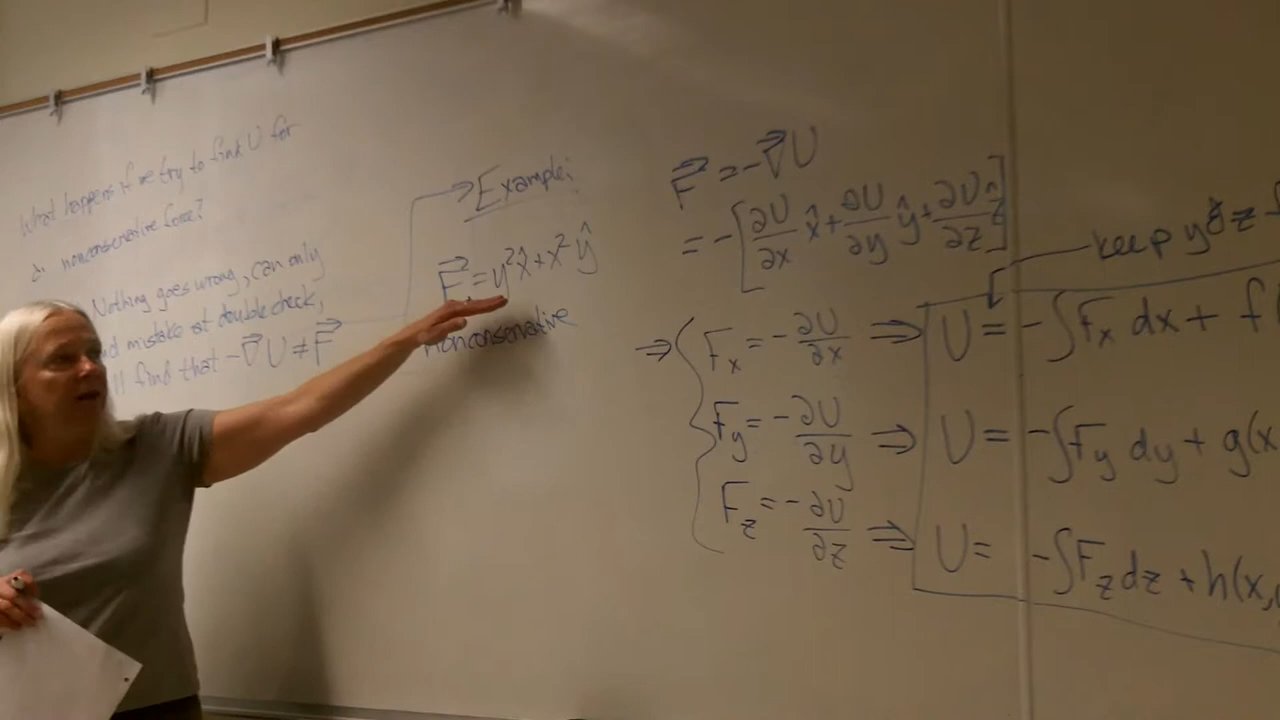 What happens if we try to find U for
a nonconservative force?
Nothing goes wrong, can only
mistake at double check,
find that -∇⃗U ≠ F⃗
Example:
F⃗ = y²x̂ + x²ŷ
nonconservative
F⃗ = -∇⃗U
= -[∂U/∂x x̂ + ∂U/∂y ŷ + ∂U/∂z ẑ]
keep y & z
⇒ { Fx = -∂U/∂x ⇒ U = -∫Fx dx + f
Fy = -∂U/∂y ⇒ U = -∫Fy dy + g(x
Fz = -∂U/∂z ⇒ U = -∫Fz dz + h(x,